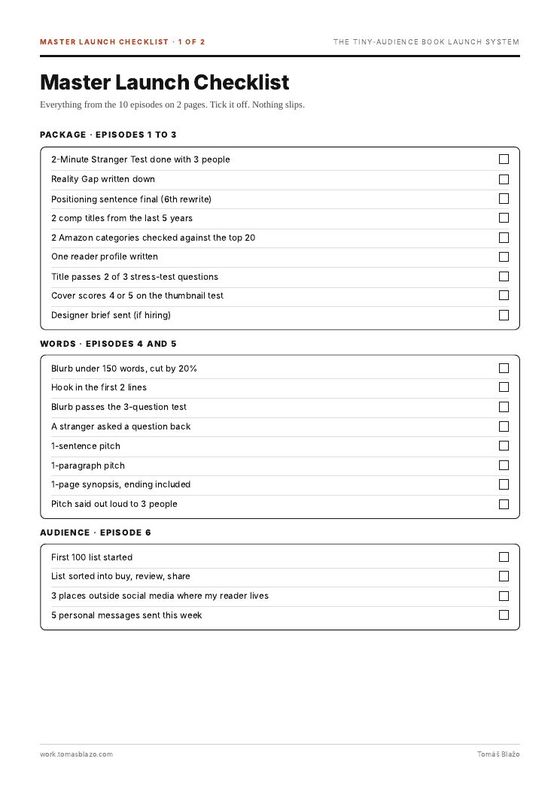 MASTER LAUNCH CHECKLIST · 1 OF 2
THE TINY-AUDIENCE BOOK LAUNCH SYSTEM
Master Launch Checklist
Everything from the 10 episodes on 2 pages. Tick it off. Nothing slips.
PACKAGE · EPISODES 1 TO 3
2-Minute Stranger Test done with 3 people
Reality Gap written down
Positioning sentence final (6th rewrite)
2 comp titles from the last 5 years
2 Amazon categories checked against the top 20
One reader profile written
Title passes 2 of 3 stress-test questions
Cover scores 4 or 5 on the thumbnail test
Designer brief sent (if hiring)
WORDS · EPISODES 4 AND 5
Blurb under 150 words, cut by 20%
Hook in the first 2 lines
Blurb passes the 3-question test
A stranger asked a question back
1-sentence pitch
1-paragraph pitch
1-page synopsis, ending included
Pitch said out loud to 3 people
AUDIENCE · EPISODE 6
First 100 list started
List sorted into buy, review, share
3 places outside social media where my reader lives
5 personal messages sent this week
work.tomasblazo.com
Tomáš Blažo